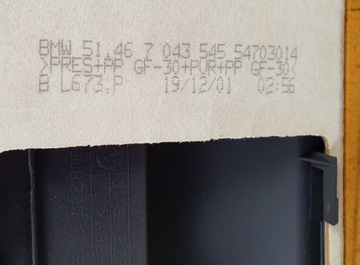 BMW 51.46 7 043 545 54703014
>PRES+PP GF-30+PUR+PP GF-30<
B L673.P 19/12/01 02:56